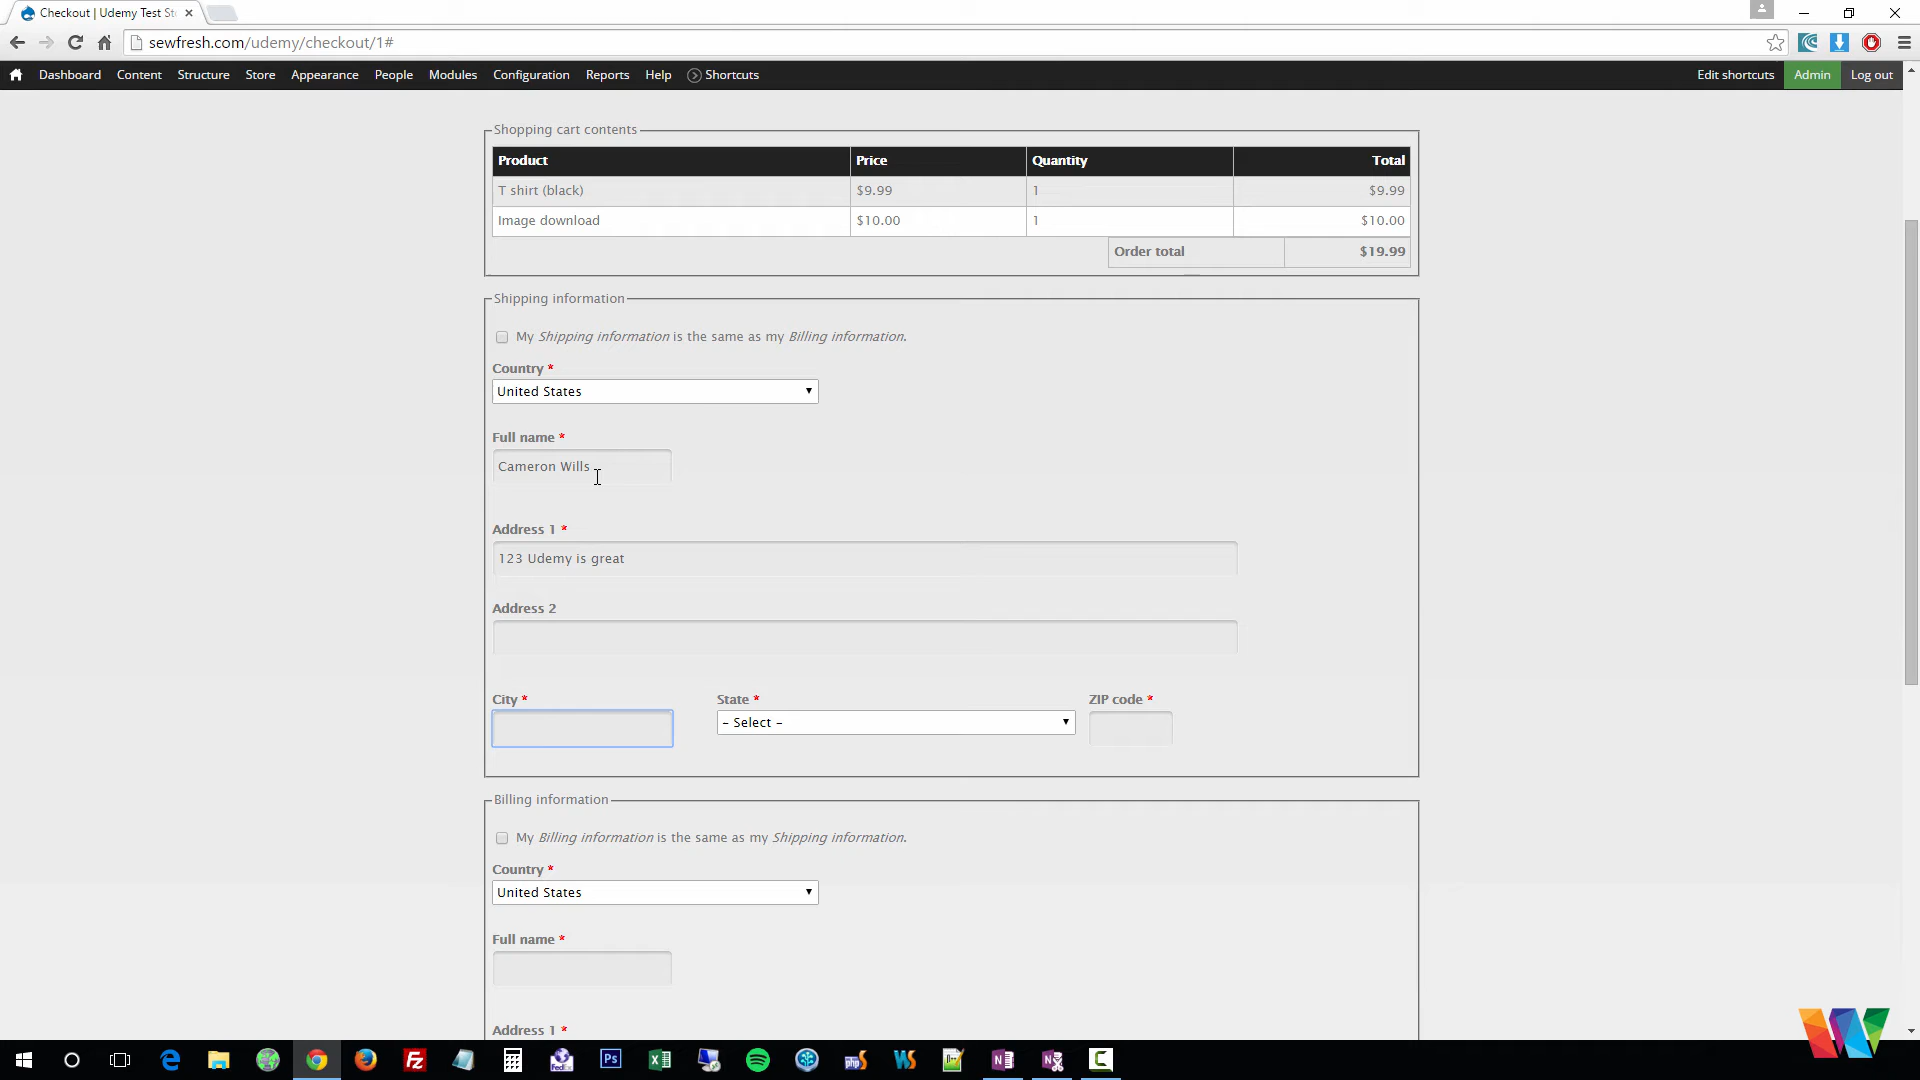 Checkout | Udemy Test St
sewfresh.com/udemy/checkout/1#
Dashboard Content Structure Store Appearance People Modules Configuration Reports Help Shortcuts Edit shortcuts Admin Log out
Shopping cart contents
Product Price Quantity Total
T shirt (black) $9.99 1 $9.99
Image download $10.00 1 $10.00
Order total $19.99
Shipping information
My Shipping information is the same as my Billing information.
Country *
United States
Full name *
Cameron Wills
Address 1 *
123 Udemy is great
Address 2
City * State * ZIP code *
- Select -
Billing information
My Billing information is the same as my Shipping information.
Country *
United States
Full name *
Address 1 *